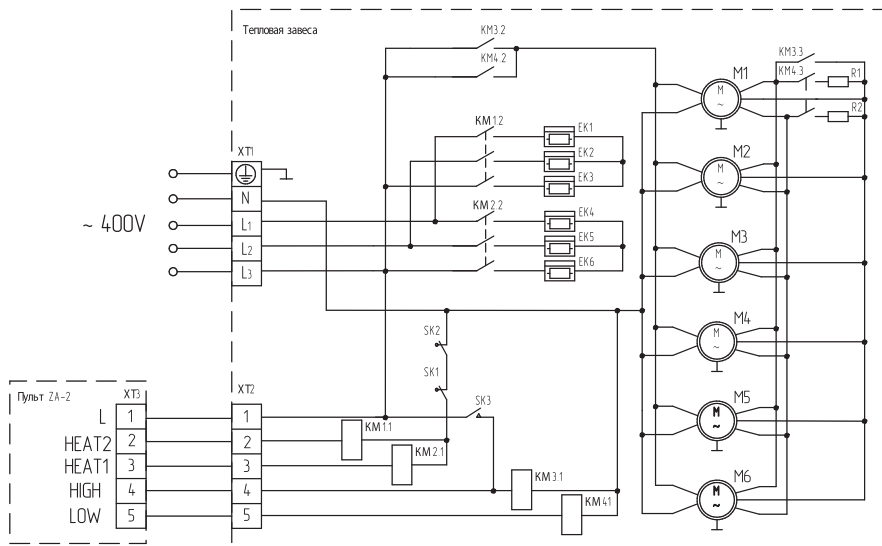 Тепловая завеса
KM3.2
KM4.2
KM3.3
KM4.3
R1
R2
M1
M
~
KM1.2
EK1
EK2
EK3
XT1
N
L1
L2
L3
~ 400V
KM2.2
EK4
EK5
EK6
M2
M
~
M3
M
~
M4
M
~
M5
M
~
M6
M
~
SK2
SK1
SK3
Пульт ZA-2
XT3
XT2
L 1 1
HEAT2 2 2
HEAT1 3 3
HIGH 4 4
LOW 5 5
KM1.1
KM2.1
KM3.1
KM4.1